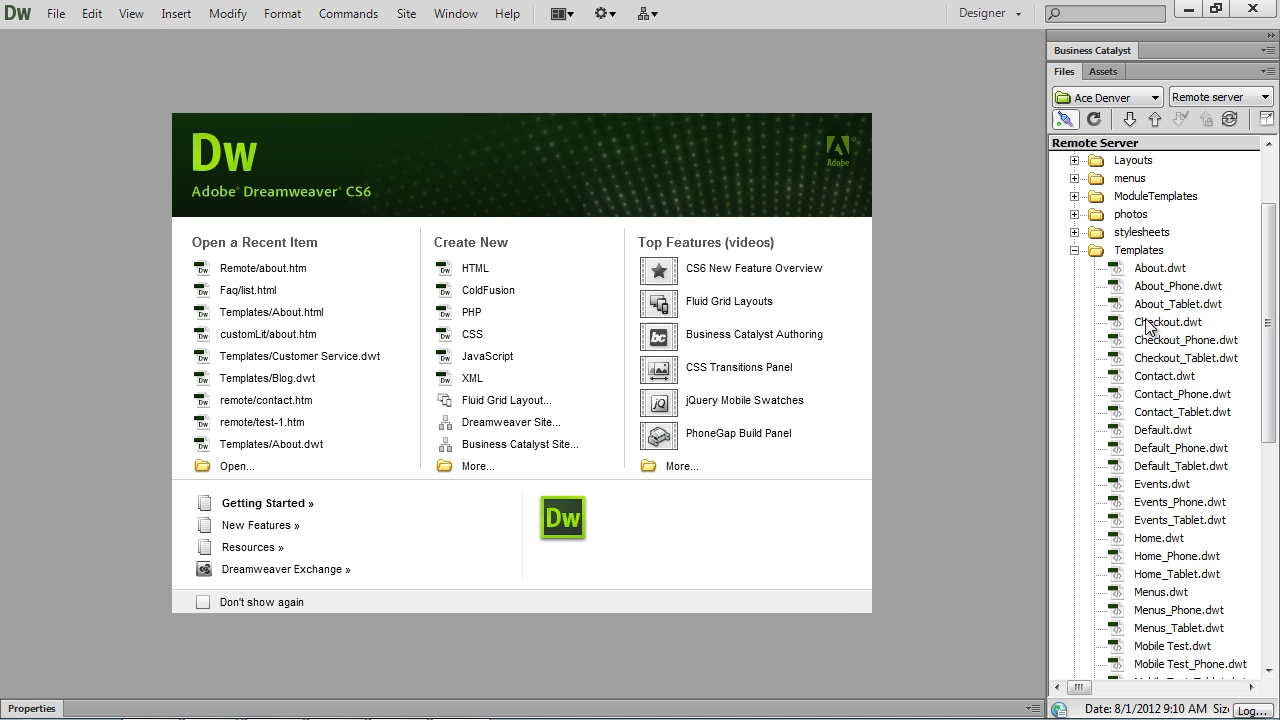 Dw File Edit View Insert Modify Format Commands Site Window Help Designer
Business Catalyst
Files Assets
Ace Denver Remote server
Remote Server
Layouts
menus
ModuleTemplates
photos
stylesheets
Templates
About.dwt
About_Phone.dwt
About_Tablet.dwt
Checkout.dwt
Checkout_Phone.dwt
Checkout_Tablet.dwt
Contact.dwt
Contact_Phone.dwt
Contact_Tablet.dwt
Default.dwt
Default_Phone.dwt
Default_Tablet.dwt
Events.dwt
Events_Phone.dwt
Events_Tablet.dwt
Home.dwt
Home_Phone.dwt
Home_Tablet.dwt
Menus.dwt
Menus_Phone.dwt
Menus_Tablet.dwt
Mobile Test.dwt
Mobile Test_Phone.dwt
Date: 8/1/2012 9:10 AM Siz Log...
Dw
Adobe® Dreamweaver® CS6
Adobe®
Open a Recent Item
Remote/about.htm
Faq/list.html
Templates/About.html
customLit/about.htm
Templates/Customer Service.dwt
Templates/Blog.dwt
remote/contact.htm
remote/test-1.htm
Templates/About.dwt
Open...
Create New
HTML
ColdFusion
PHP
CSS
JavaScript
XML
Fluid Grid Layout...
Dreamweaver Site...
Business Catalyst Site...
More...
Top Features (videos)
CS6 New Feature Overview
Fluid Grid Layouts
Business Catalyst Authoring
CSS Transitions Panel
jQuery Mobile Swatches
PhoneGap Build Panel
More...
Getting Started »
New Features »
Resources »
Dreamweaver Exchange »
Dw
Don't show again
Properties